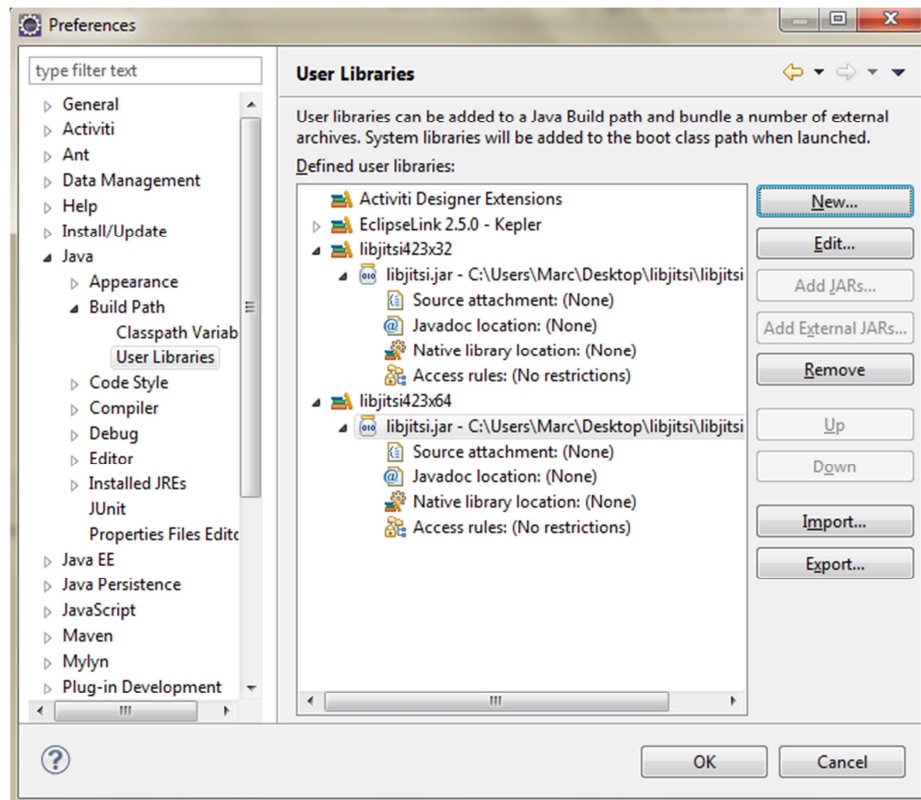 Preferences
type filter text
General
Activiti
Ant
Data Management
Help
Install/Update
Java
Appearance
Build Path
Classpath Variab
User Libraries
Code Style
Compiler
Debug
Editor
Installed JREs
JUnit
Properties Files Edito
Java EE
Java Persistence
JavaScript
Maven
Mylyn
Plug-in Development
User Libraries
User libraries can be added to a Java Build path and bundle a number of external
archives. System libraries will be added to the boot class path when launched.
Defined user libraries:
Activiti Designer Extensions
EclipseLink 2.5.0 - Kepler
libjitsi423x32
libjitsi.jar - C:\Users\Marc\Desktop\libjitsi\libjitsi
Source attachment: (None)
Javadoc location: (None)
Native library location: (None)
Access rules: (No restrictions)
libjitsi423x64
libjitsi.jar - C:\Users\Marc\Desktop\libjitsi\libjitsi
Source attachment: (None)
Javadoc location: (None)
Native library location: (None)
Access rules: (No restrictions)
New...
Edit...
Add JARs...
Add External JARs...
Remove
Up
Down
Import...
Export...
OK
Cancel